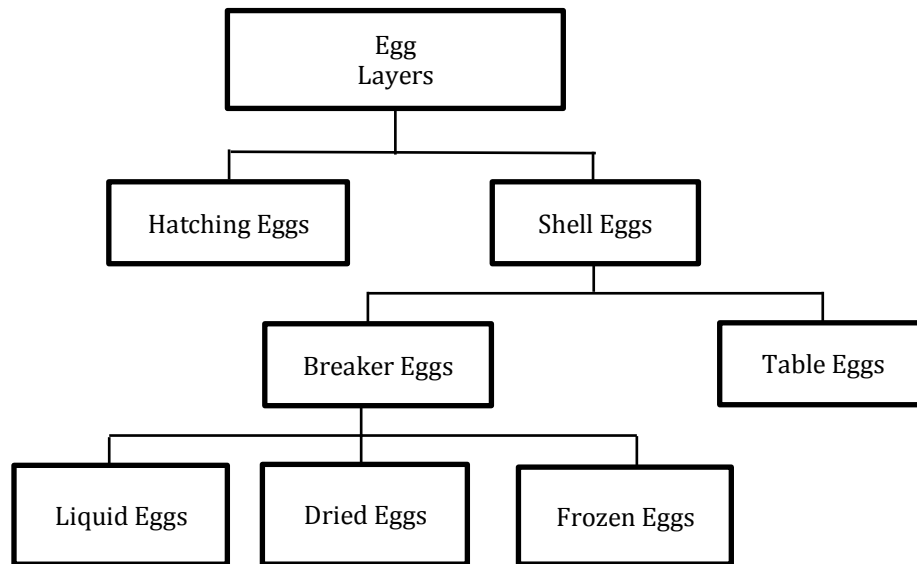 Egg
Layers
Hatching Eggs
Shell Eggs
Breaker Eggs
Table Eggs
Liquid Eggs
Dried Eggs
Frozen Eggs